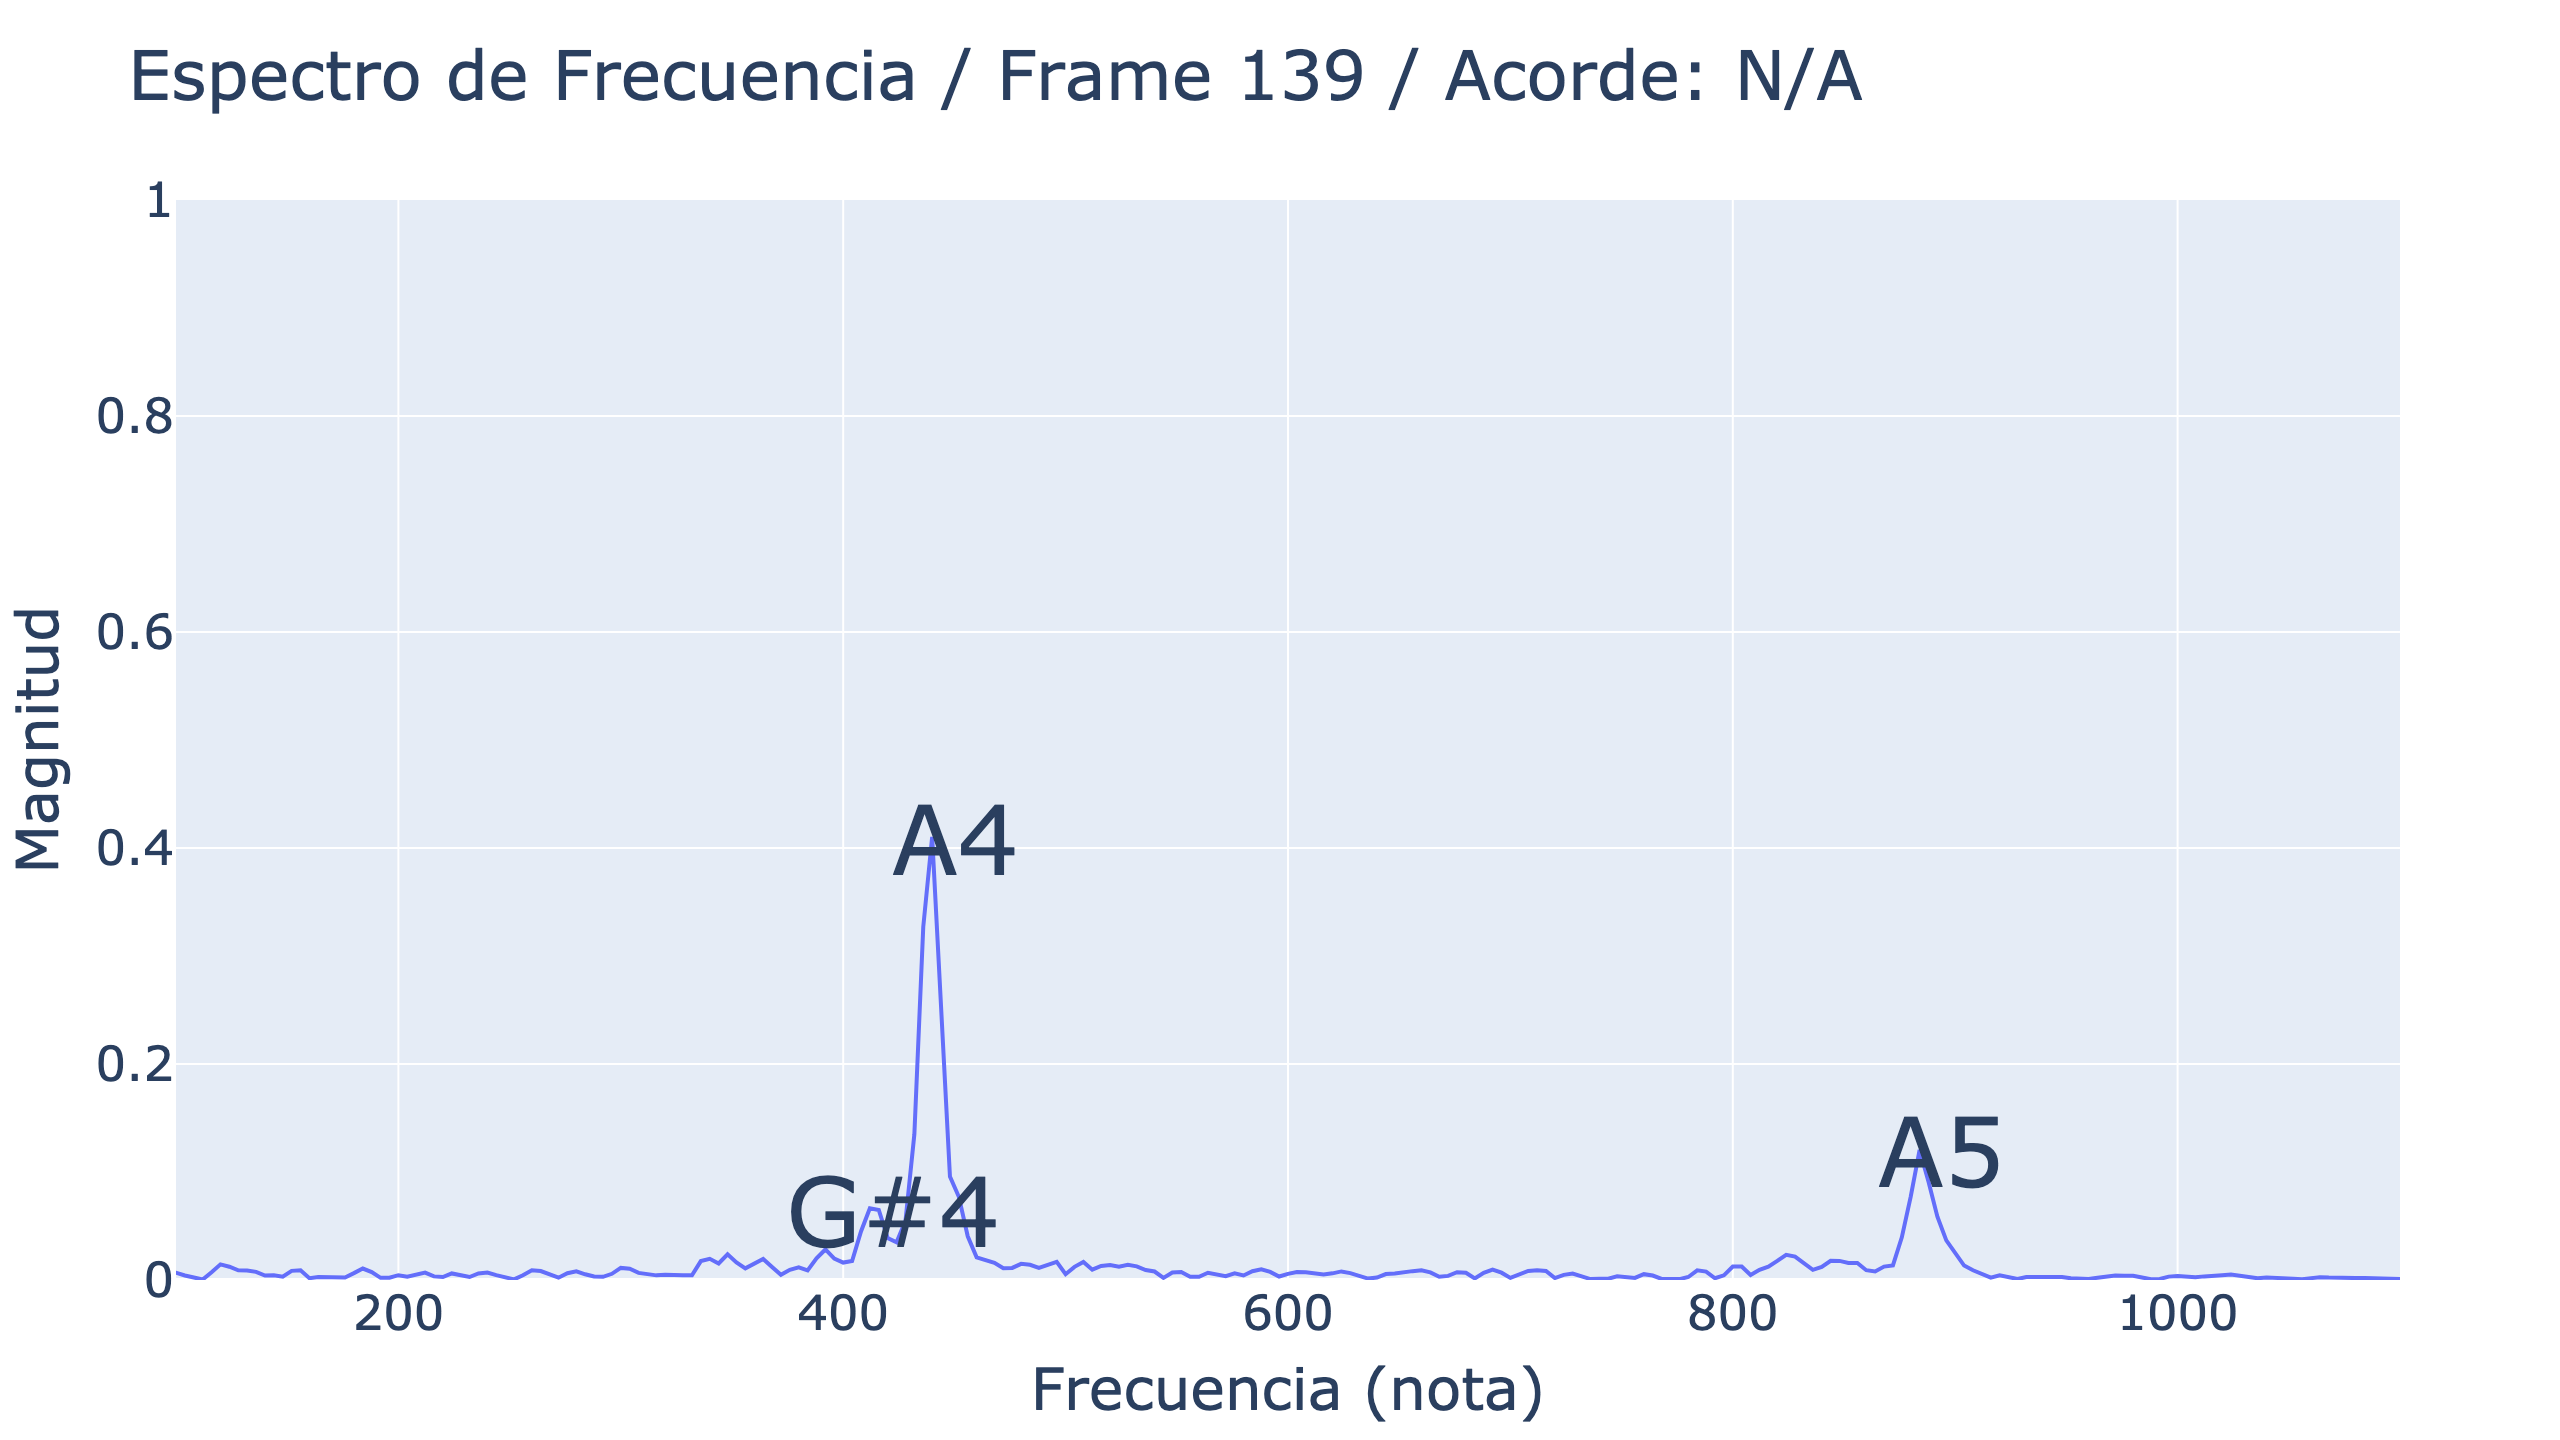 Espectro de Frecuencia / Frame 139 / Acorde: N/A
1
0.8
0.6
0.4
0.2
0
Magnitud
A4
G#4
A5
200
400
600
800
1000
Frecuencia (nota)